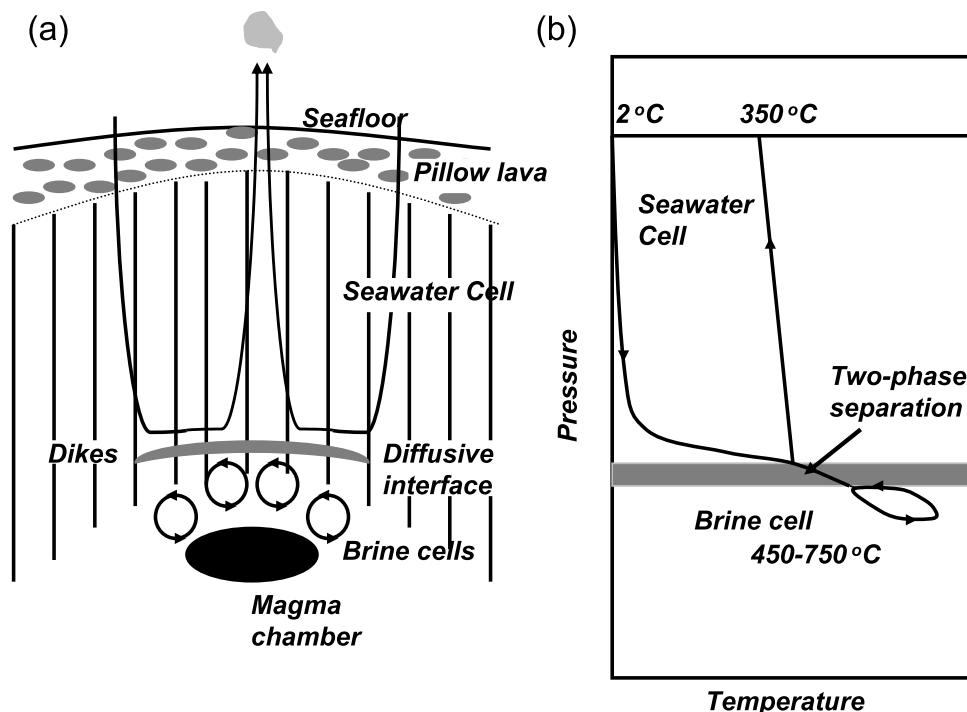 (a)
Seafloor
Pillow lava
Seawater Cell
Dikes
Diffusive
interface
Brine cells
Magma
chamber
(b)
2 °C
350 °C
Seawater
Cell
Pressure
Two-phase
separation
Brine cell
450-750 °C
Temperature